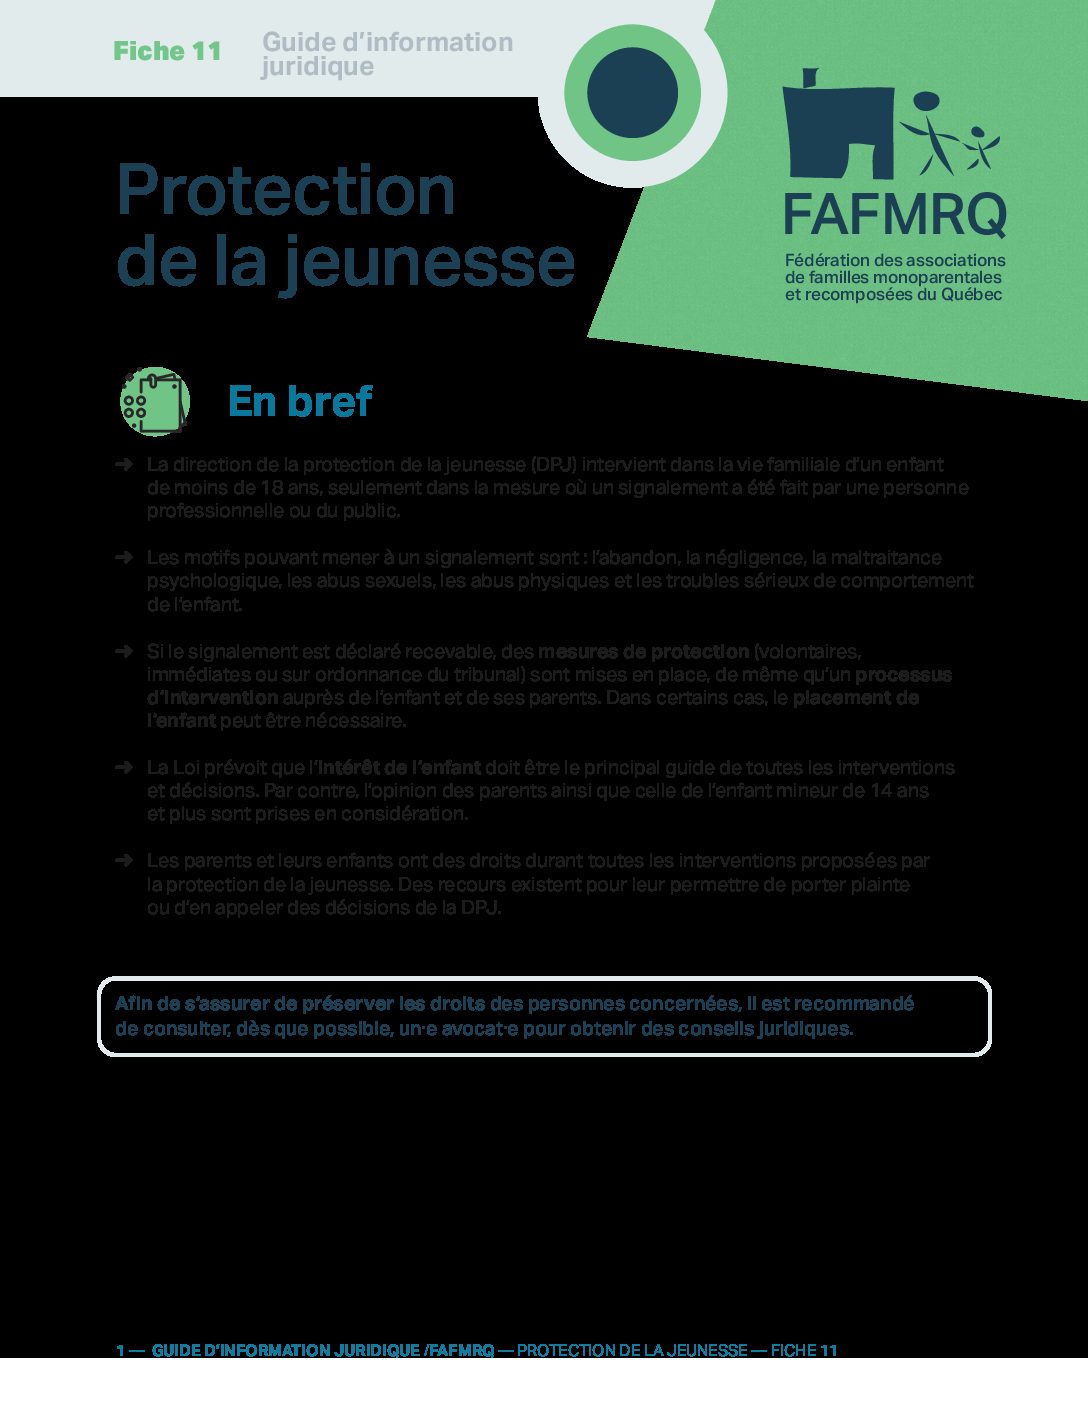 Fiche 11
Guide d’information
juridique
Protection
de la jeunesse
FAFMRQ
Fédération des associations
de familles monoparentales
et recomposées du Québec
En bref
➜ La direction de la protection de la jeunesse (DPJ) intervient dans la vie familiale d’un enfant
de moins de 18 ans, seulement dans la mesure où un signalement a été fait par une personne
professionnelle ou du public.
➜ Les motifs pouvant mener à un signalement sont : l’abandon, la négligence, la maltraitance
psychologique, les abus sexuels, les abus physiques et les troubles sérieux de comportement
de l’enfant.
➜ Si le signalement est déclaré recevable, des mesures de protection (volontaires,
immédiates ou sur ordonnance du tribunal) sont mises en place, de même qu’un processus
d’intervention auprès de l’enfant et de ses parents. Dans certains cas, le placement de
l’enfant peut être nécessaire.
➜ La Loi prévoit que l’intérêt de l’enfant doit être le principal guide de toutes les interventions
et décisions. Par contre, l’opinion des parents ainsi que celle de l’enfant mineur de 14 ans
et plus sont prises en considération.
➜ Les parents et leurs enfants ont des droits durant toutes les interventions proposées par
la protection de la jeunesse. Des recours existent pour leur permettre de porter plainte
ou d’en appeler des décisions de la DPJ.
Afin de s’assurer de préserver les droits des personnes concernées, il est recommandé
de consulter, dès que possible, un·e avocat·e pour obtenir des conseils juridiques.
1 — GUIDE D’INFORMATION JURIDIQUE /FAFMRQ — PROTECTION DE LA JEUNESSE — FICHE 11